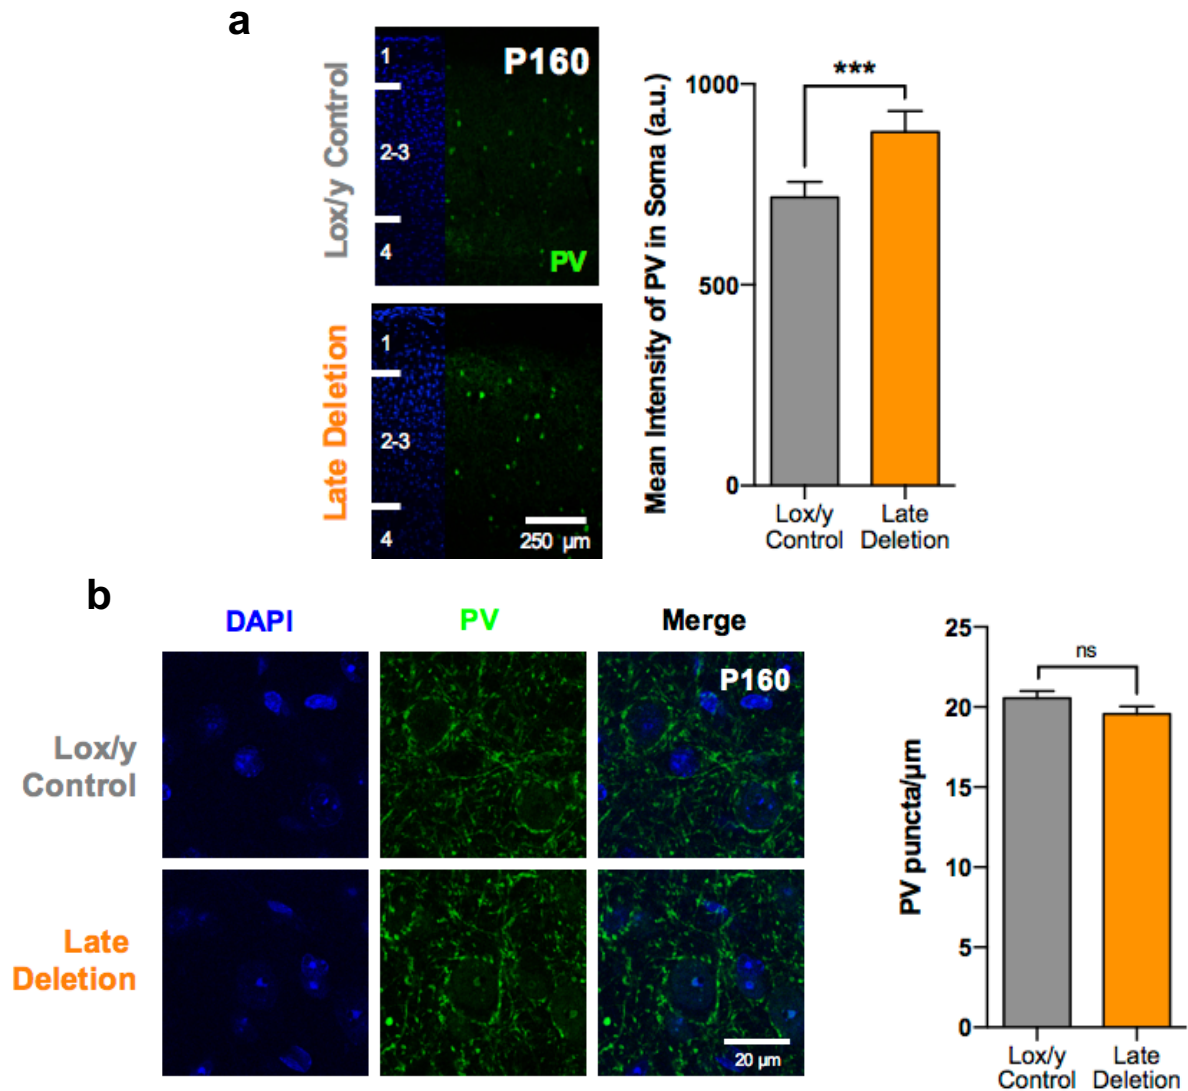 a
Lox/y Control
1
2-3
4
P160
PV
Late Deletion
1
2-3
4
250 µm
Mean Intensity of PV in Soma (a.u.)
1000
500
0
***
Lox/y
Control
Late
Deletion
b
DAPI
PV
Merge
Lox/y
Control
P160
Late
Deletion
20 µm
PV puncta/µm
25
20
15
10
5
0
ns
Lox/y
Control
Late
Deletion